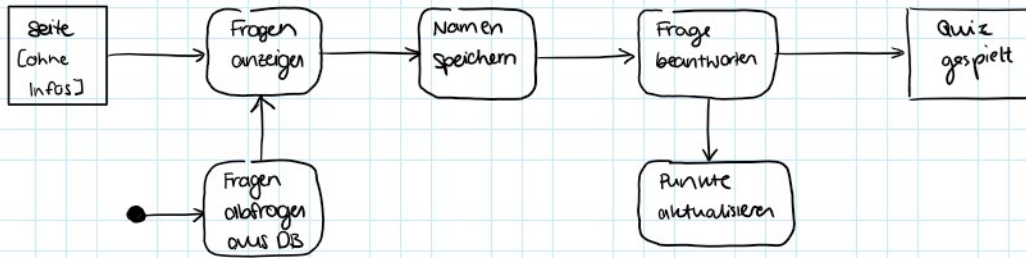 Seite
[ohne
Infos]
Fragen
anzeigen
Namen
speichern
Frage
beantworten
Quiz
gespielt
Fragen
abfragen
aus DB
Punkte
aktualisieren